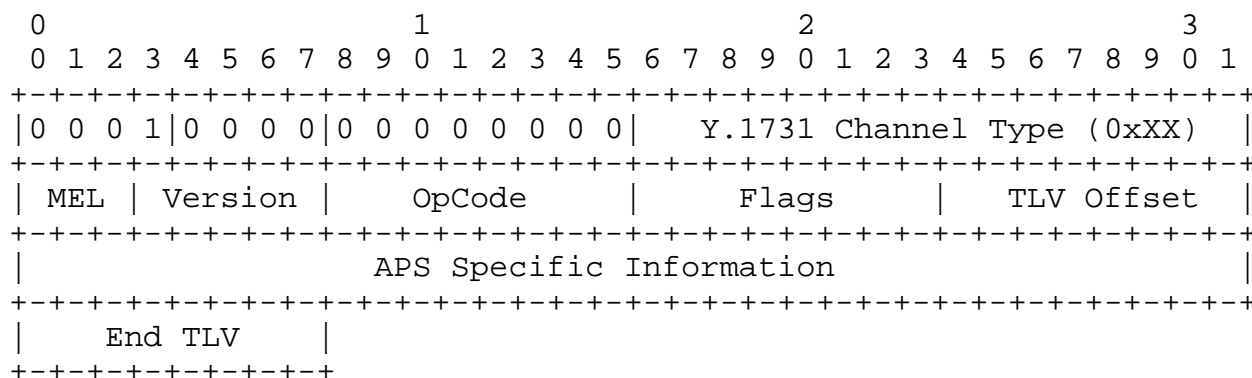 0                   1                   2                   3
 0 1 2 3 4 5 6 7 8 9 0 1 2 3 4 5 6 7 8 9 0 1 2 3 4 5 6 7 8 9 0 1
+-+-+-+-+-+-+-+-+-+-+-+-+-+-+-+-+-+-+-+-+-+-+-+-+-+-+-+-+-+-+-+-+
|0 0 0 1|0 0 0 0|0 0 0 0 0 0 0 0|   Y.1731 Channel Type (0xXX)  |
+-+-+-+-+-+-+-+-+-+-+-+-+-+-+-+-+-+-+-+-+-+-+-+-+-+-+-+-+-+-+-+-+
| MEL | Version |    OpCode     |     Flags     |   TLV Offset  |
+-+-+-+-+-+-+-+-+-+-+-+-+-+-+-+-+-+-+-+-+-+-+-+-+-+-+-+-+-+-+-+-+
|                  APS Specific Information                     |
+-+-+-+-+-+-+-+-+-+-+-+-+-+-+-+-+-+-+-+-+-+-+-+-+-+-+-+-+-+-+-+-+
|    End TLV    |
+-+-+-+-+-+-+-+-+